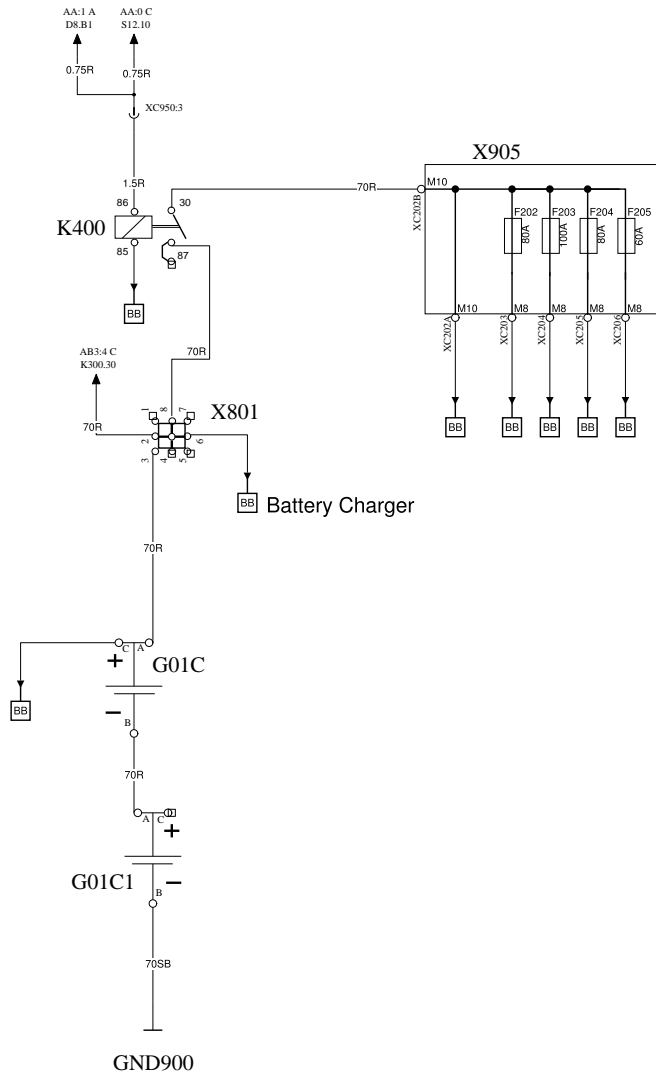 AA:1 A
D8.B1
AA:0 C
S12.10
0.75R
0.75R
XC950:3
1.5R
86
30
K400
85
87
BB
70R
X905
M10
XC202B
F202
80A
F203
100A
F204
80A
F205
60A
M10
M8
M8
M8
M8
XC202A
XC203
XC204
XC205
XC206
BB
BB
BB
BB
BB
70R
AB3:4 C
K300.30
70R
X801
1
8
7
2
6
3
4
5
BB
Battery Charger
70R
C
A
+
G01C
BB
−
B
70R
A
C
+
G01C1
−
B
70SB
GND900